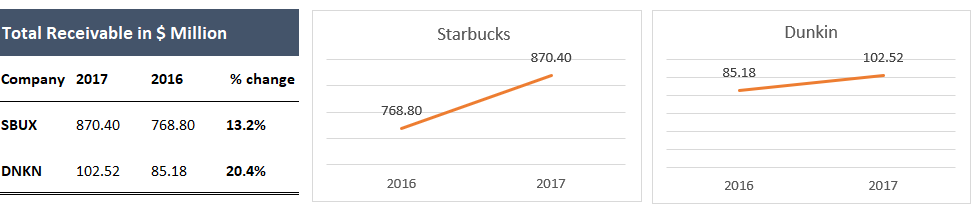 Total Receivable in $ Million
Company 2017 2016 % change
SBUX 870.40 768.80 13.2%
DNKN 102.52 85.18 20.4%
Starbucks
870.40
768.80
2016 2017
Dunkin
102.52
85.18
2016 2017